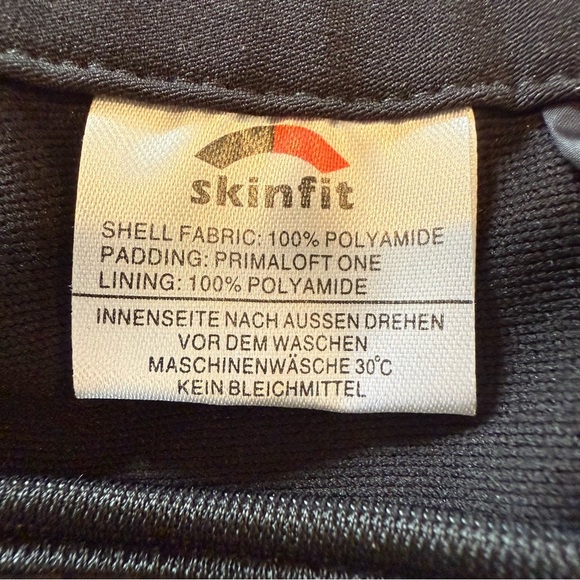 skinfit
SHELL FABRIC: 100% POLYAMIDE
PADDING: PRIMALOFT ONE
LINING: 100% POLYAMIDE
INNENSEITE NACH AUSSEN DREHEN
VOR DEM WASCHEN
MASCHINENWÄSCHE 30°C
KEIN BLEICHMITTEL